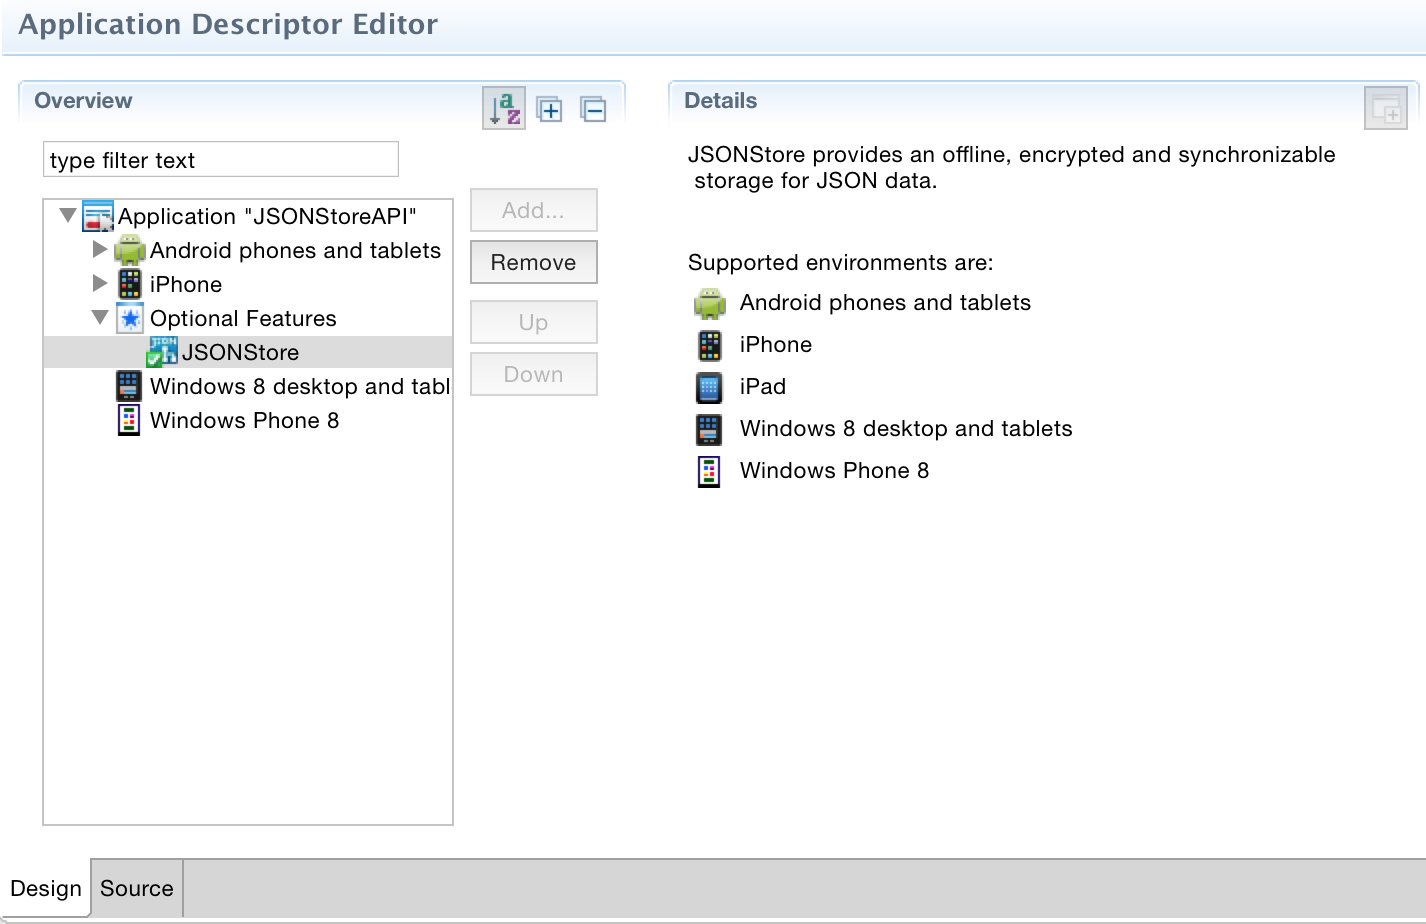 Application Descriptor Editor
Overview
type filter text
Application "JSONStoreAPI"
Android phones and tablets
iPhone
Optional Features
JSONStore
Windows 8 desktop and tabl
Windows Phone 8
Add...
Remove
Up
Down
Details
JSONStore provides an offline, encrypted and synchronizable
storage for JSON data.
Supported environments are:
Android phones and tablets
iPhone
iPad
Windows 8 desktop and tablets
Windows Phone 8
Design
Source